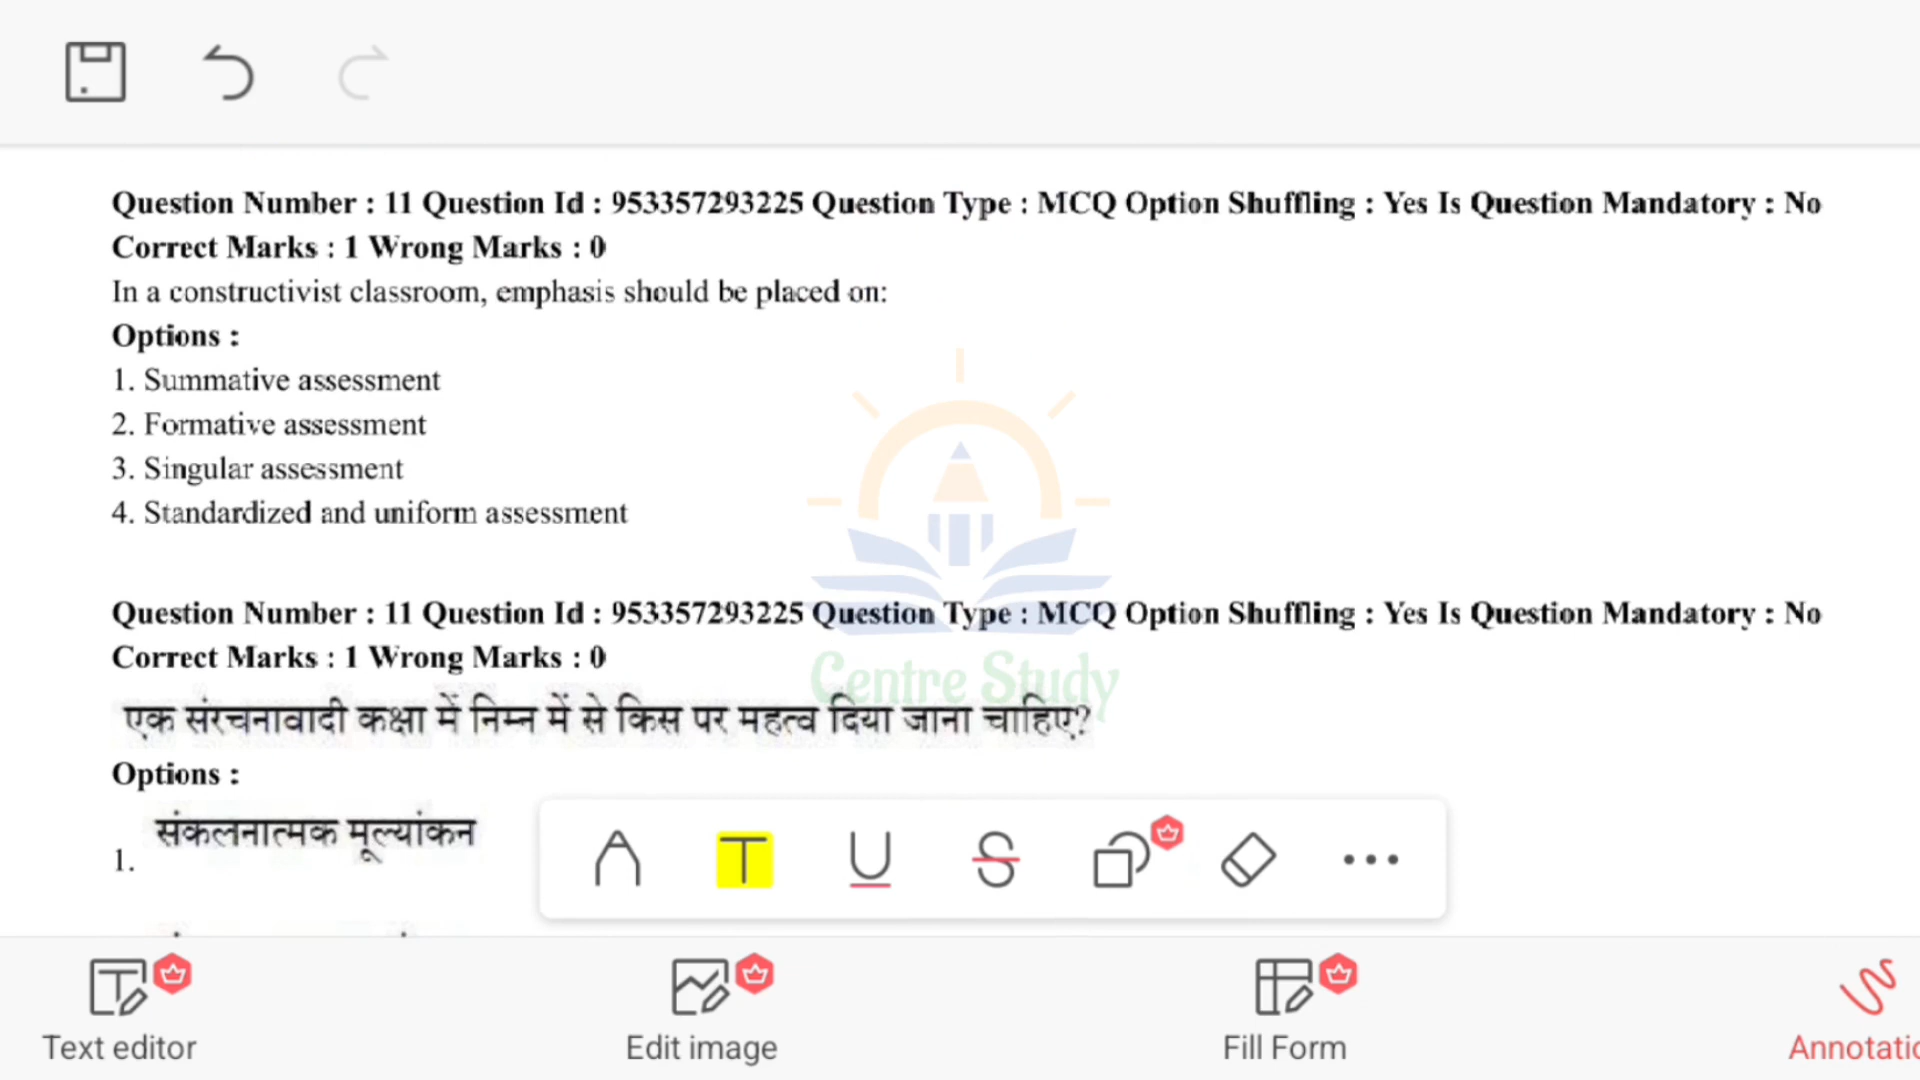 Question Number : 11 Question Id : 953357293225 Question Type : MCQ Option Shuffling : Yes Is Question Mandatory : No
Correct Marks : 1 Wrong Marks : 0
In a constructivist classroom, emphasis should be placed on:
Options :
1. Summative assessment
2. Formative assessment
3. Singular assessment
4. Standardized and uniform assessment
Question Number : 11 Question Id : 953357293225 Question Type : MCQ Option Shuffling : Yes Is Question Mandatory : No
Correct Marks : 1 Wrong Marks : 0
Centre Study
एक संरचनावादी कक्षा में निम्न में से किस पर महत्व दिया जाना चाहिए?
Options :
संकलनात्मक मूल्यांकन
1.
Text editor
Edit image
Fill Form
Annotatio